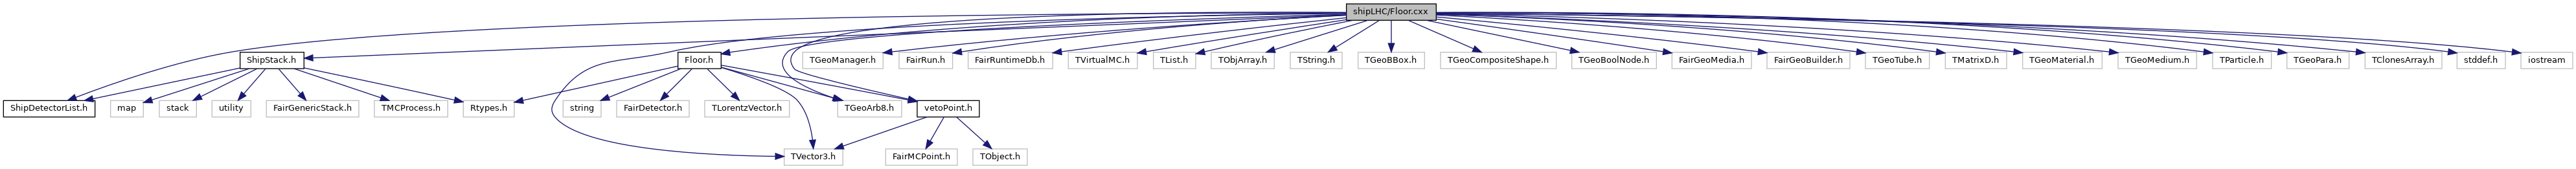 shipLHC/Floor.cxx
ShipStack.h
Floor.h
TGeoManager.h
FairRun.h
FairRuntimeDb.h
TVirtualMC.h
TList.h
TObjArray.h
TString.h
TGeoBBox.h
TGeoCompositeShape.h
TGeoBoolNode.h
FairGeoMedia.h
FairGeoBuilder.h
TGeoTube.h
TMatrixD.h
TGeoMaterial.h
TGeoMedium.h
TParticle.h
TGeoPara.h
TClonesArray.h
stddef.h
iostream
ShipDetectorList.h
map
stack
utility
FairGenericStack.h
TMCProcess.h
Rtypes.h
string
FairDetector.h
TLorentzVector.h
TGeoArb8.h
vetoPoint.h
TVector3.h
FairMCPoint.h
TObject.h